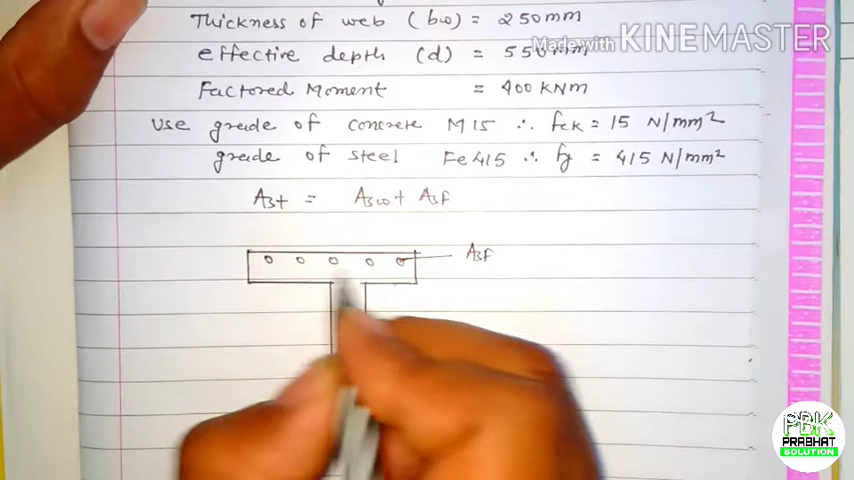 Thickness of web (bw) = 250mm
Made with KINEMASTER
effective depth (d) = 550mm
Factored Moment = 400 KNm
Use grade of concrete M15 ∴ fck = 15 N/mm²
grade of steel Fe415 ∴ fy = 415 N/mm²
Ast = Asw + Asf
Asf
PBK
PRABHAT
SOLUTION